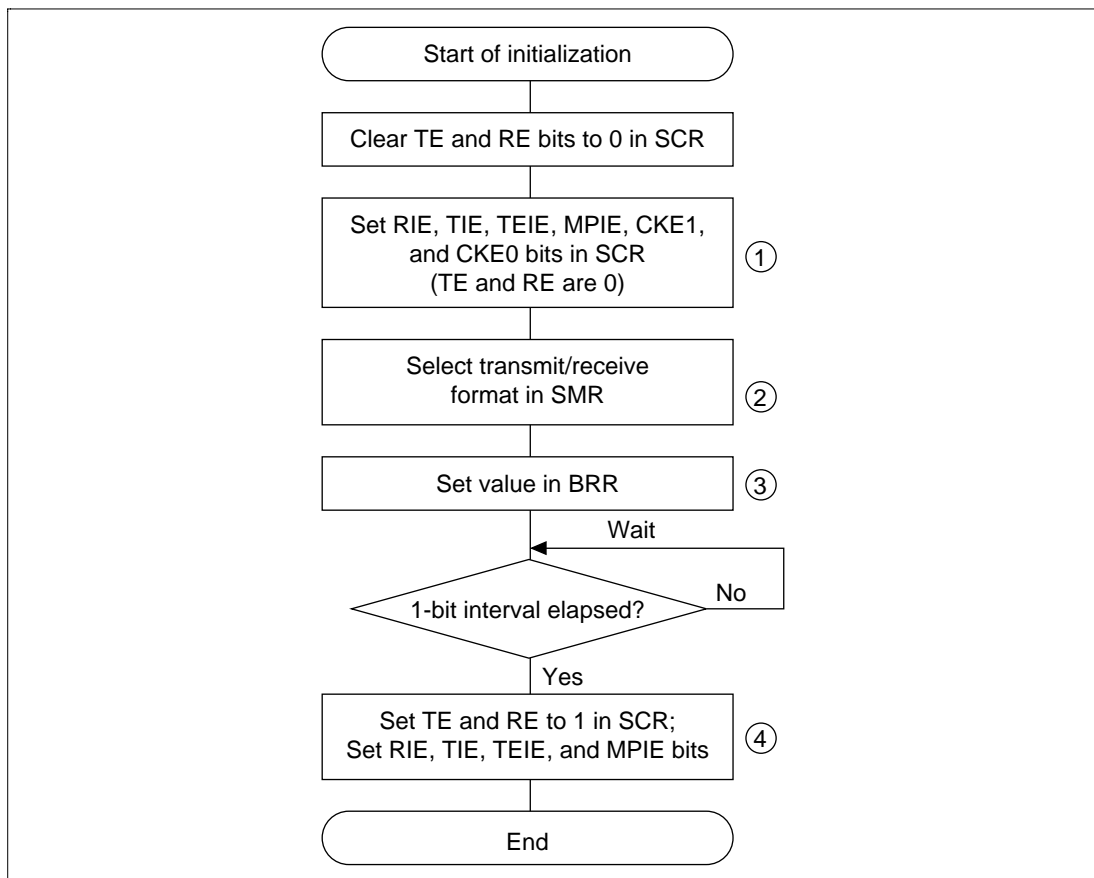 Start of initialization
Clear TE and RE bits to 0 in SCR
Set RIE, TIE, TEIE, MPIE, CKE1,
and CKE0 bits in SCR
(TE and RE are 0)
1
Select transmit/receive
format in SMR
2
Set value in BRR
3
Wait
1-bit interval elapsed?
No
Yes
Set TE and RE to 1 in SCR;
Set RIE, TIE, TEIE, and MPIE bits
4
End